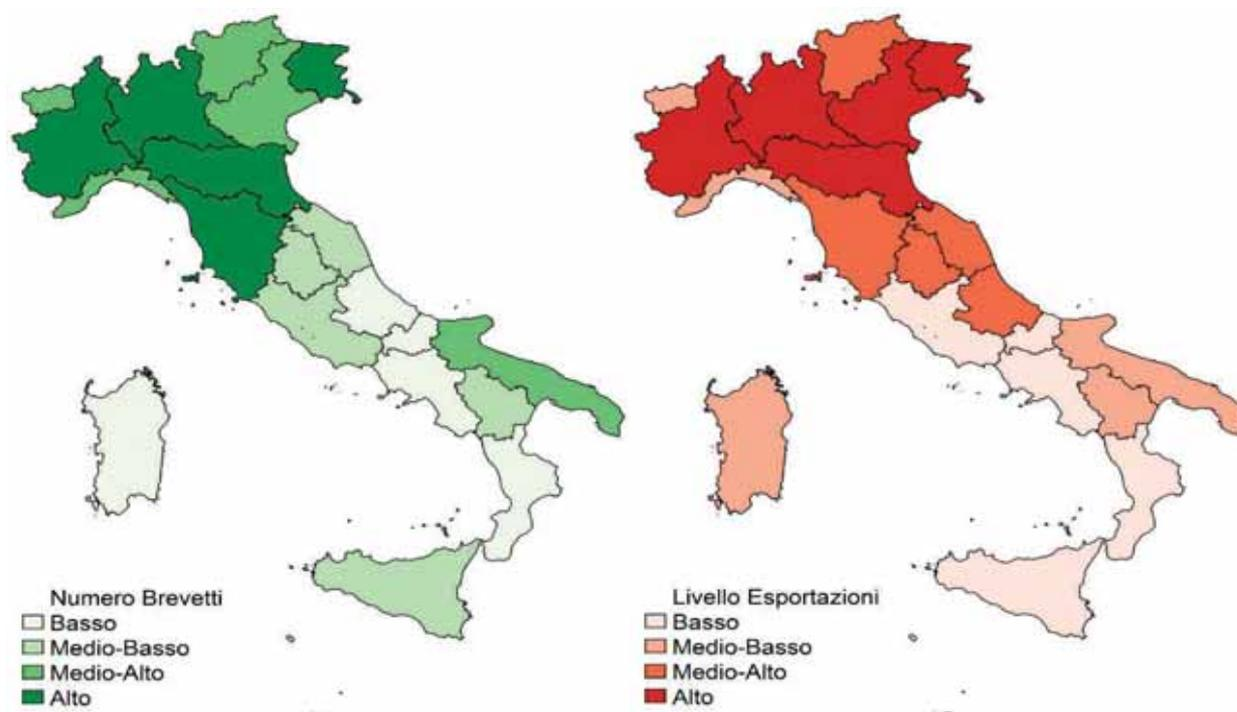 Numero Brevetti
Basso
Medio-Basso
Medio-Alto
Alto
Livello Esportazioni
Basso
Medio-Basso
Medio-Alto
Alto